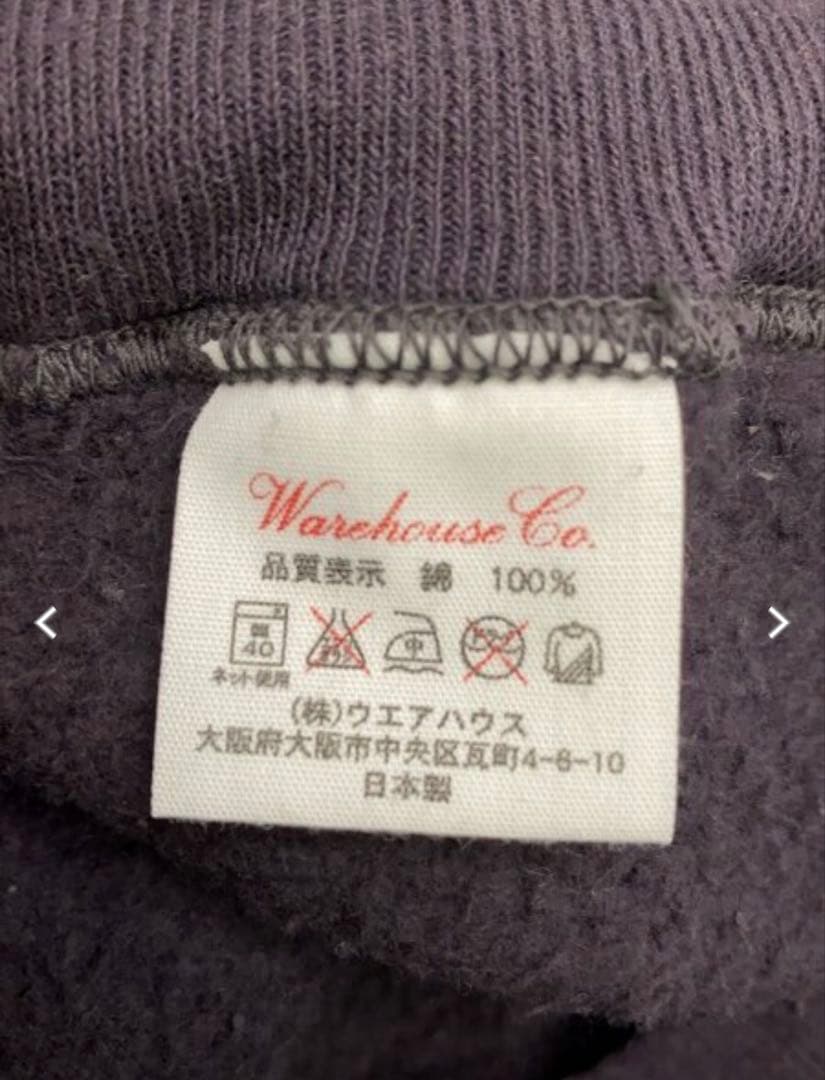 Warehouse Co.
品質表示 綿 100%
40 中
ネット使用
(株)ウエアハウス
大阪府大阪市中央区瓦町4-6-10
日本製